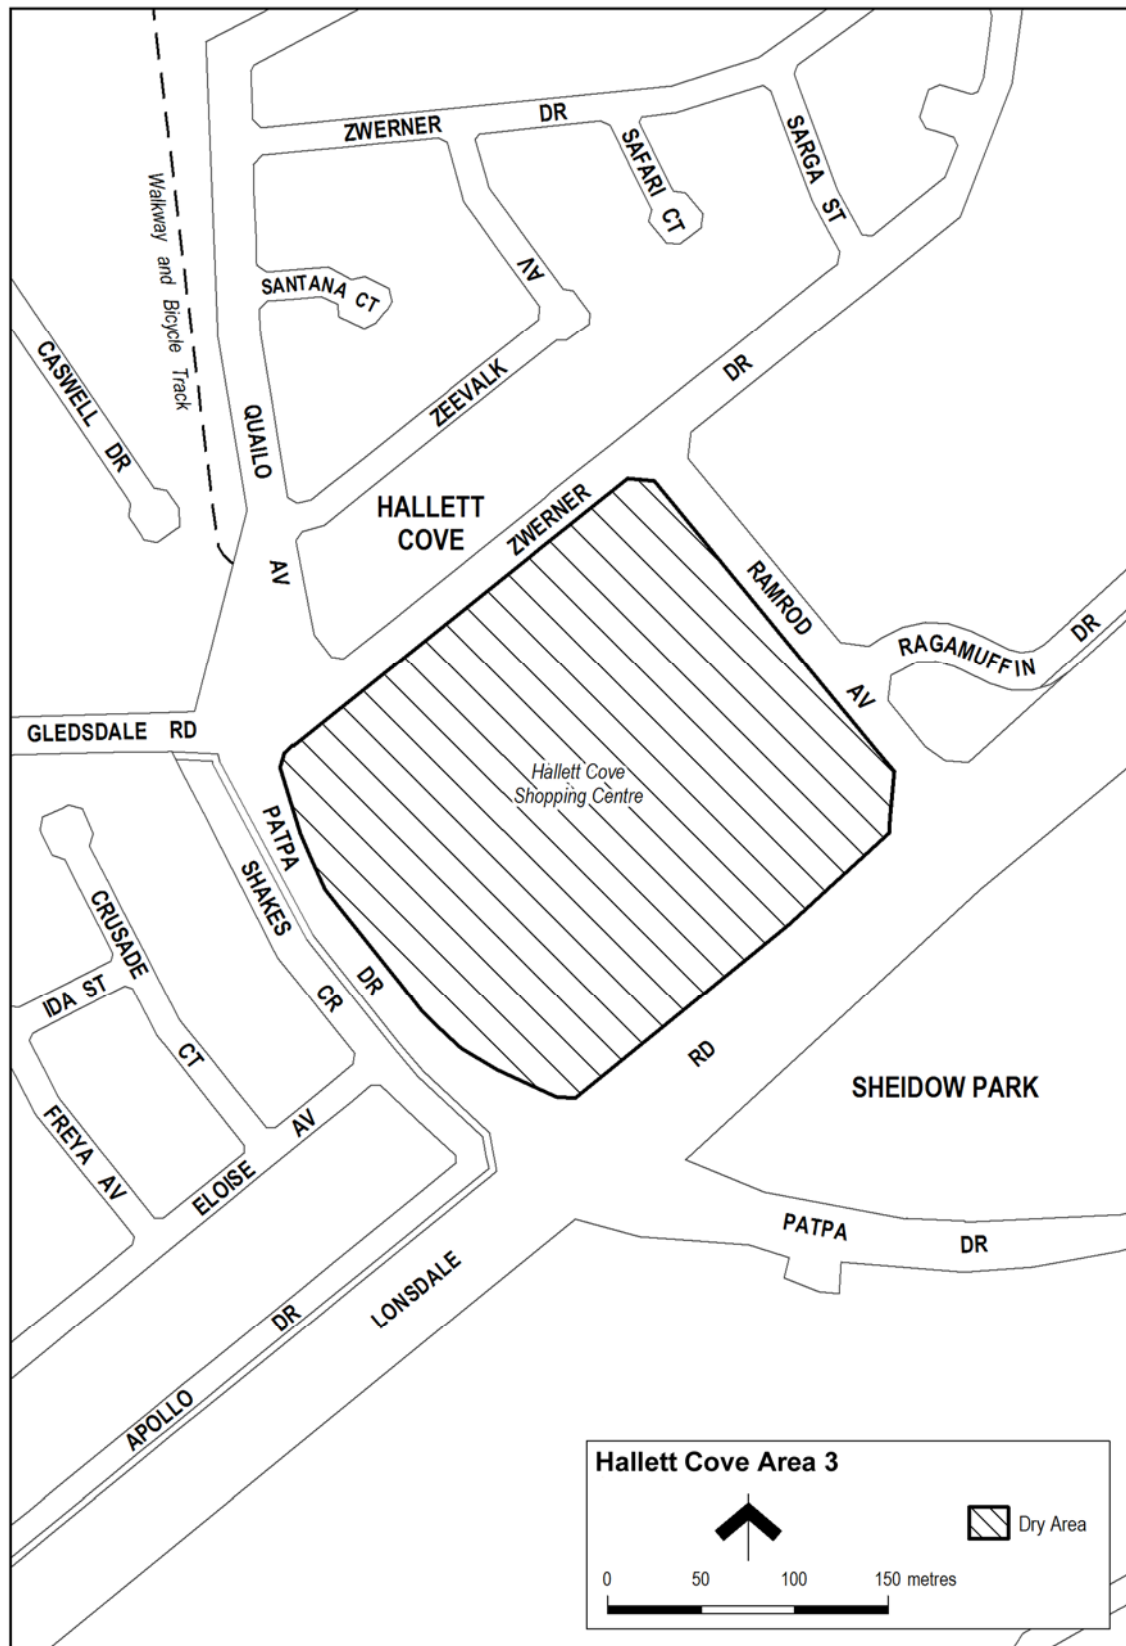 ZWERNER DR
SAFARI CT
SARGA ST
Walkway and Bicycle Track
SANTANA CT
AV
ZEEVALK
CASWELL DR
QUAILO
AV
DR
HALLETT
COVE
ZWERNER
RAMROD
AV
RAGAMUFFIN DR
GLEDSDALE RD
Hallett Cove
Shopping Centre
PATPA
DR
SHAKES
CR
CRUSADE
CT
IDA ST
FREYA AV
ELOISE AV
RD
SHEIDOW PARK
PATPA DR
LONSDALE
APOLLO DR
Hallett Cove Area 3
Dry Area
0 50 100 150 metres